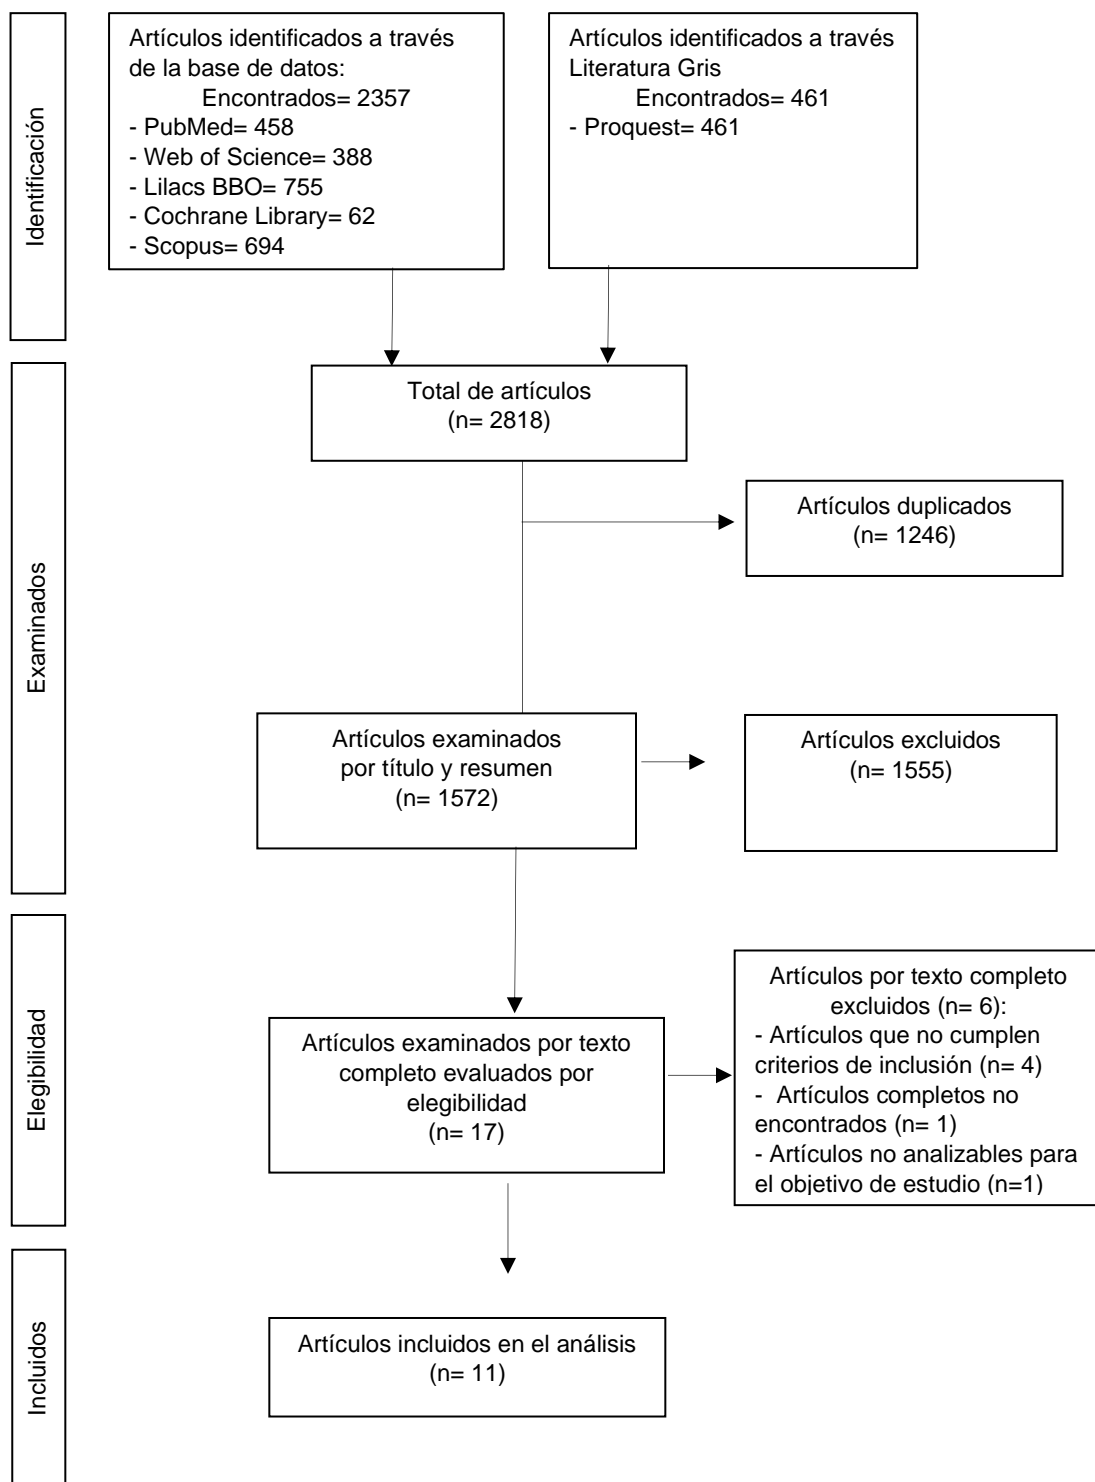 Identificación
Artículos identificados a través
de la base de datos:
Encontrados= 2357
- PubMed= 458
- Web of Science= 388
- Lilacs BBO= 755
- Cochrane Library= 62
- Scopus= 694
Artículos identificados a través
Literatura Gris
Encontrados= 461
- Proquest= 461
Examinados
Total de artículos
(n= 2818)
Artículos duplicados
(n= 1246)
Artículos examinados
por título y resumen
(n= 1572)
Artículos excluidos
(n= 1555)
Elegibilidad
Artículos examinados por texto
completo evaluados por
elegibilidad
(n= 17)
Artículos por texto completo
excluidos (n= 6):
- Artículos que no cumplen
criterios de inclusión (n= 4)
- Artículos completos no
encontrados (n= 1)
- Artículos no analizables para
el objetivo de estudio (n=1)
Incluidos
Artículos incluidos en el análisis
(n= 11)